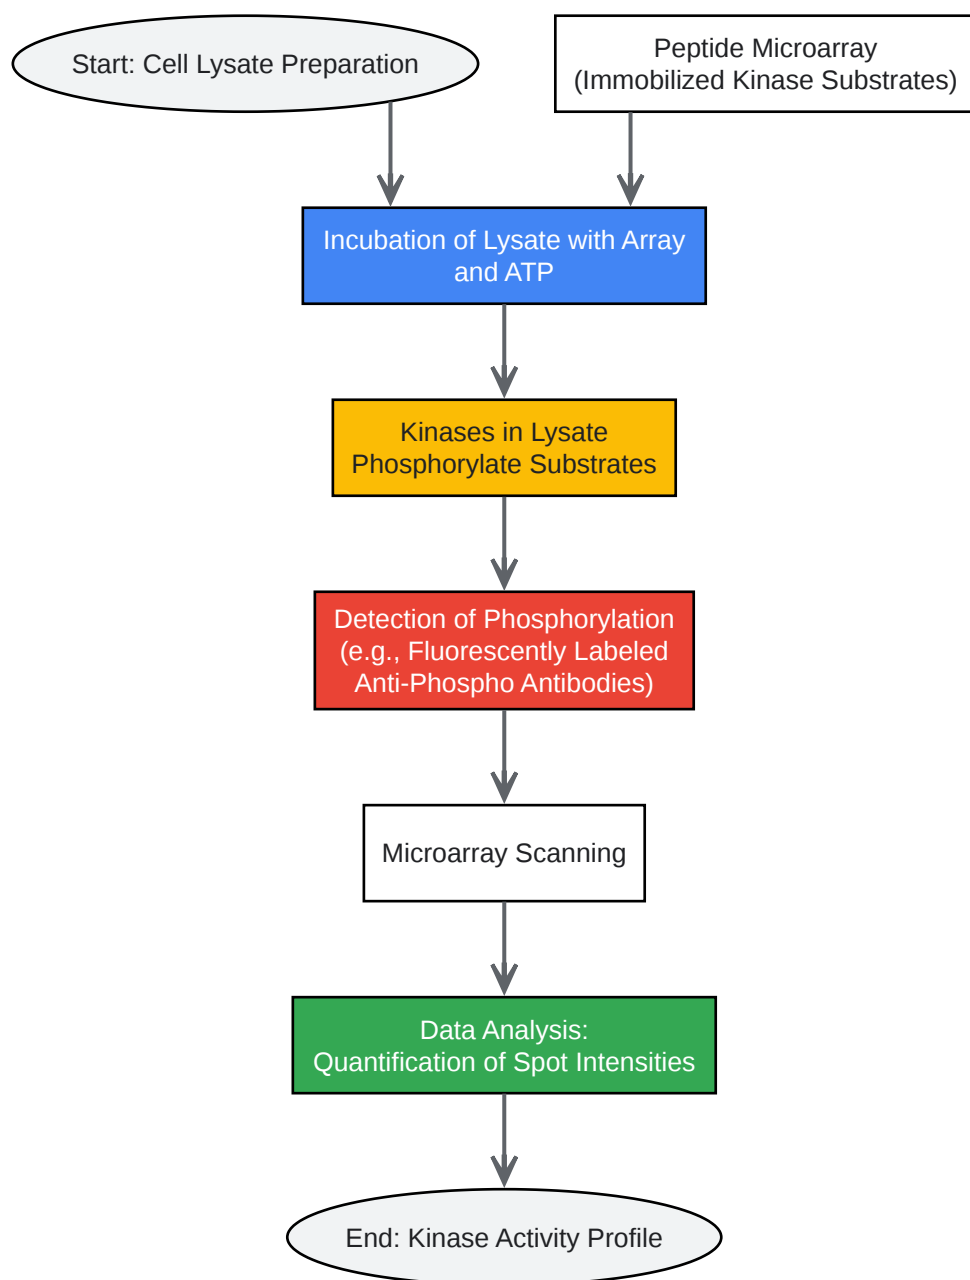 Start: Cell Lysate Preparation
Peptide Microarray
(Immobilized Kinase Substrates)
Incubation of Lysate with Array
and ATP
Kinases in Lysate
Phosphorylate Substrates
Detection of Phosphorylation
(e.g., Fluorescently Labeled
Anti-Phospho Antibodies)
Microarray Scanning
Data Analysis:
Quantification of Spot Intensities
End: Kinase Activity Profile